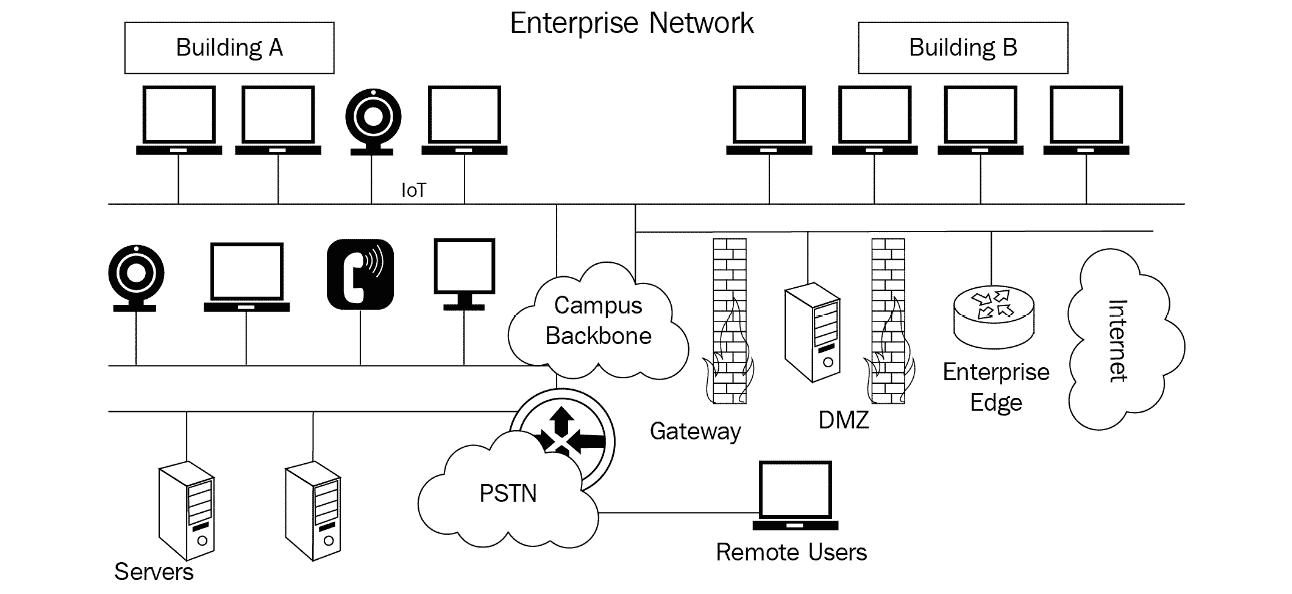 Enterprise Network
Building A
Building B
IoT
Campus
Backbone
Internet
Enterprise
Edge
DMZ
Gateway
PSTN
Remote Users
Servers